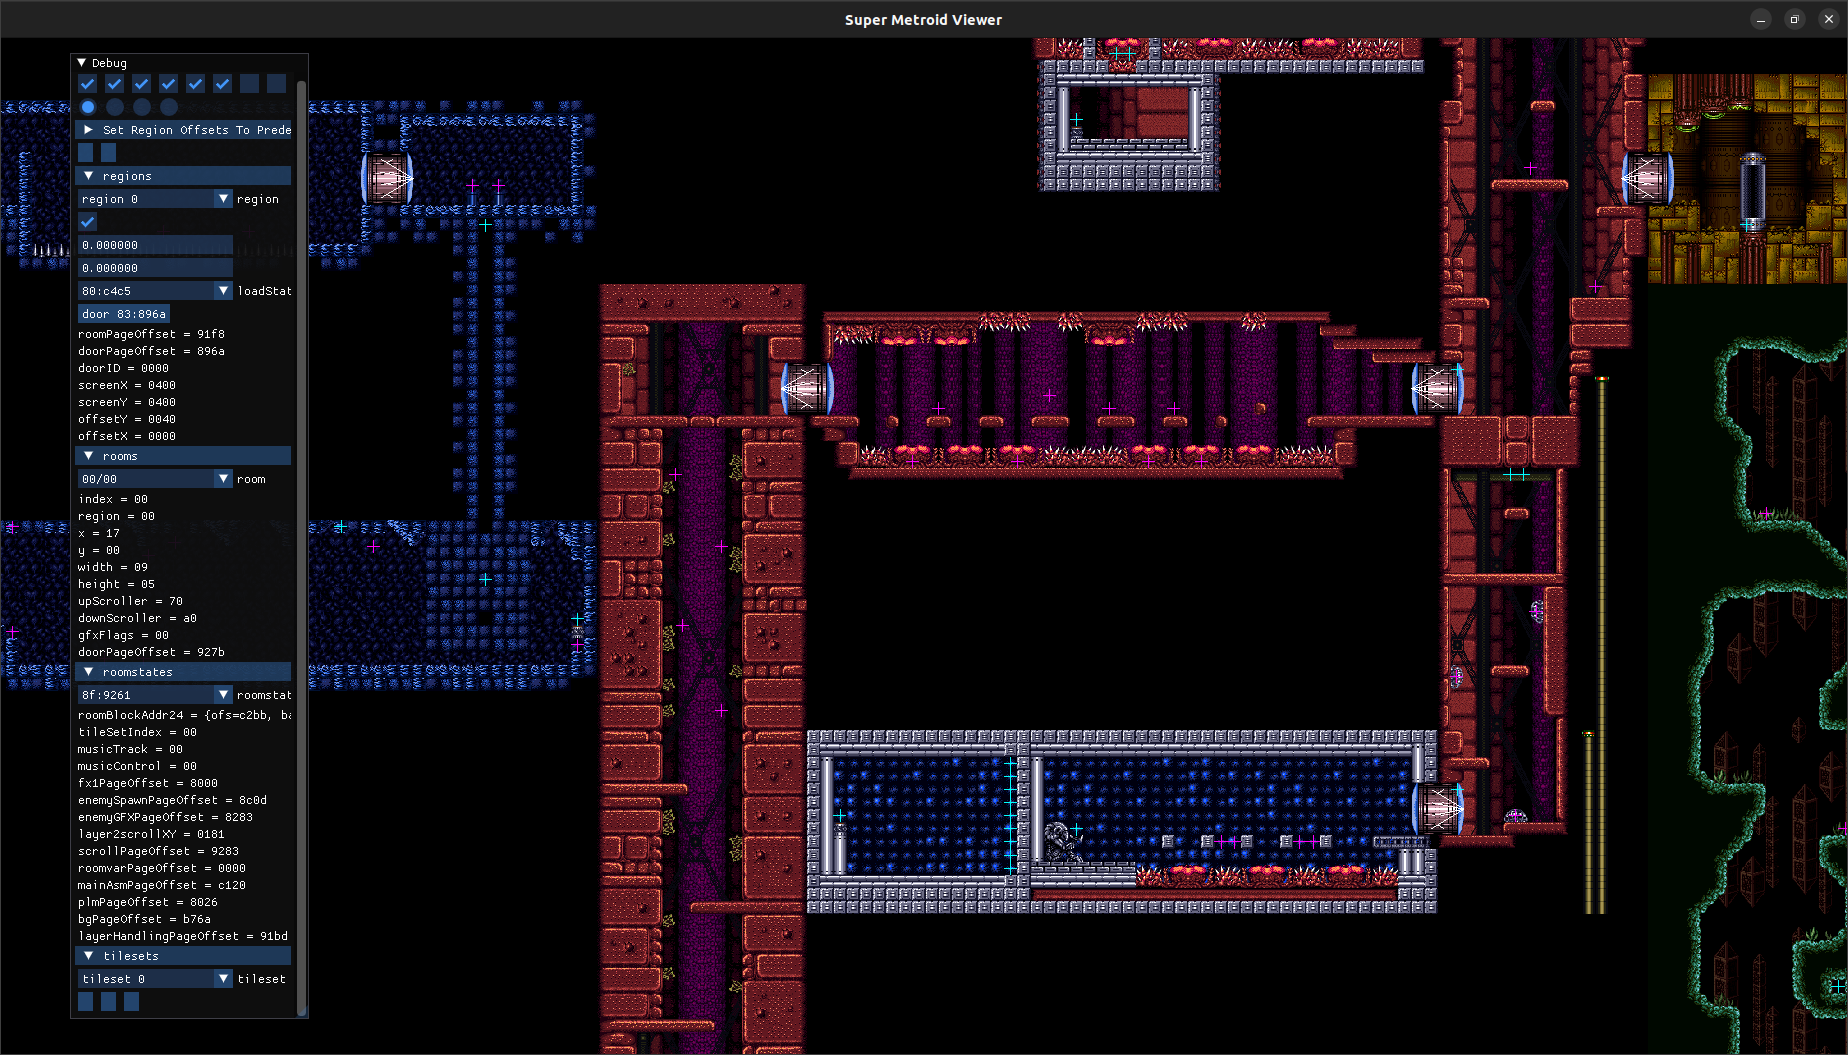 Super Metroid Viewer
Debug
Set Region Offsets To Prede
regions
region 0 region
0.000000
0.000000
80:c4c5 loadStat
door 83:896a
roomPageOffset = 91f8
doorPageOffset = 896a
doorID = 0000
screenX = 0400
screenY = 0400
offsetY = 0040
offsetX = 0000
rooms
00/00 room
index = 00
region = 00
x = 17
y = 00
width = 09
height = 05
upScroller = 70
downScroller = a0
gfxFlags = 00
doorPageOffset = 927b
roomstates
8f:9261 roomstat
roomBlockAddr24 = {ofs=c2bb, ba
tileSetIndex = 00
musicTrack = 00
musicControl = 00
fx1PageOffset = 8000
enemySpawnPageOffset = 8c0d
enemyGFXPageOffset = 8283
layer2scrollXY = 0181
scrollPageOffset = 9283
roomvarPageOffset = 0000
mainAsmPageOffset = c120
plmPageOffset = 8026
bgPageOffset = b76a
layerHandlingPageOffset = 91bd
tilesets
tileset 0 tileset